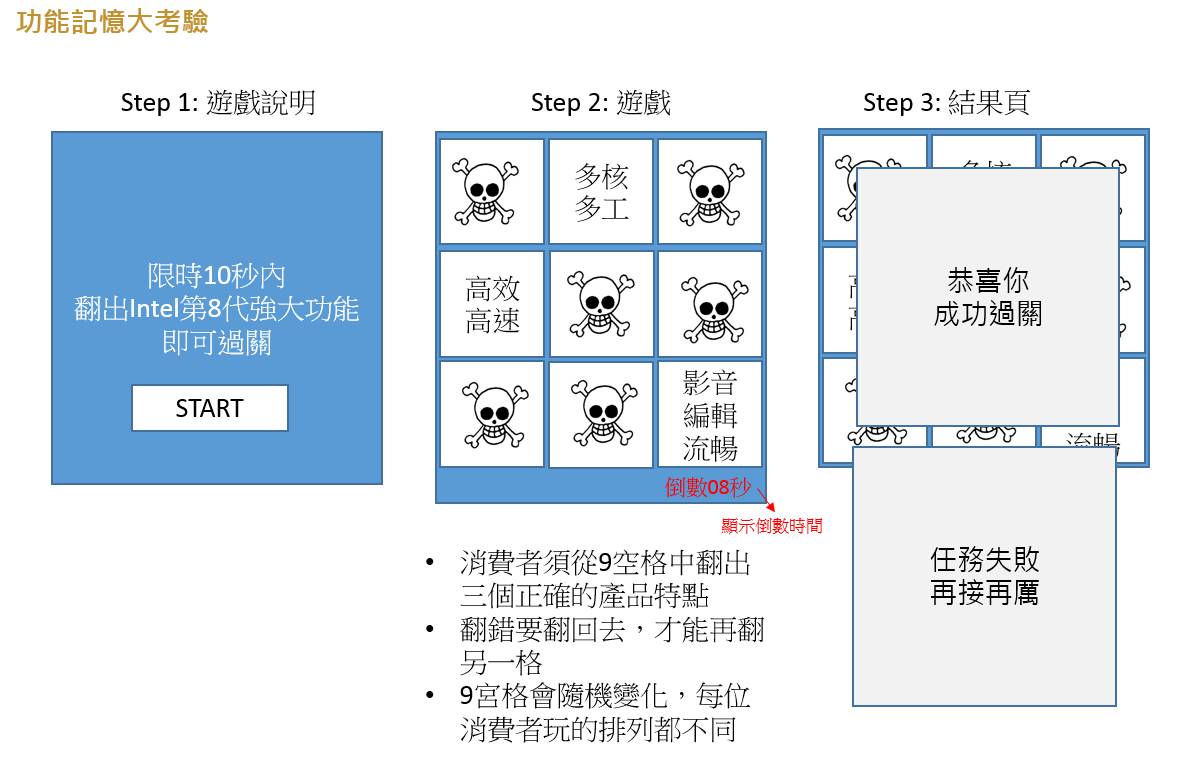 功能記憶大考驗
Step 1: 遊戲說明
限時10秒內
翻出Intel第8代強大功能
即可過關
START
Step 2: 遊戲
多核
多工
高效
高速
影音
編輯
流暢
倒數08秒
顯示倒數時間
• 消費者須從9空格中翻出
三個正確的產品特點
• 翻錯要翻回去，才能再翻
另一格
• 9宮格會隨機變化，每位
消費者玩的排列都不同
Step 3: 結果頁
恭喜你
成功過關
流暢
任務失敗
再接再厲